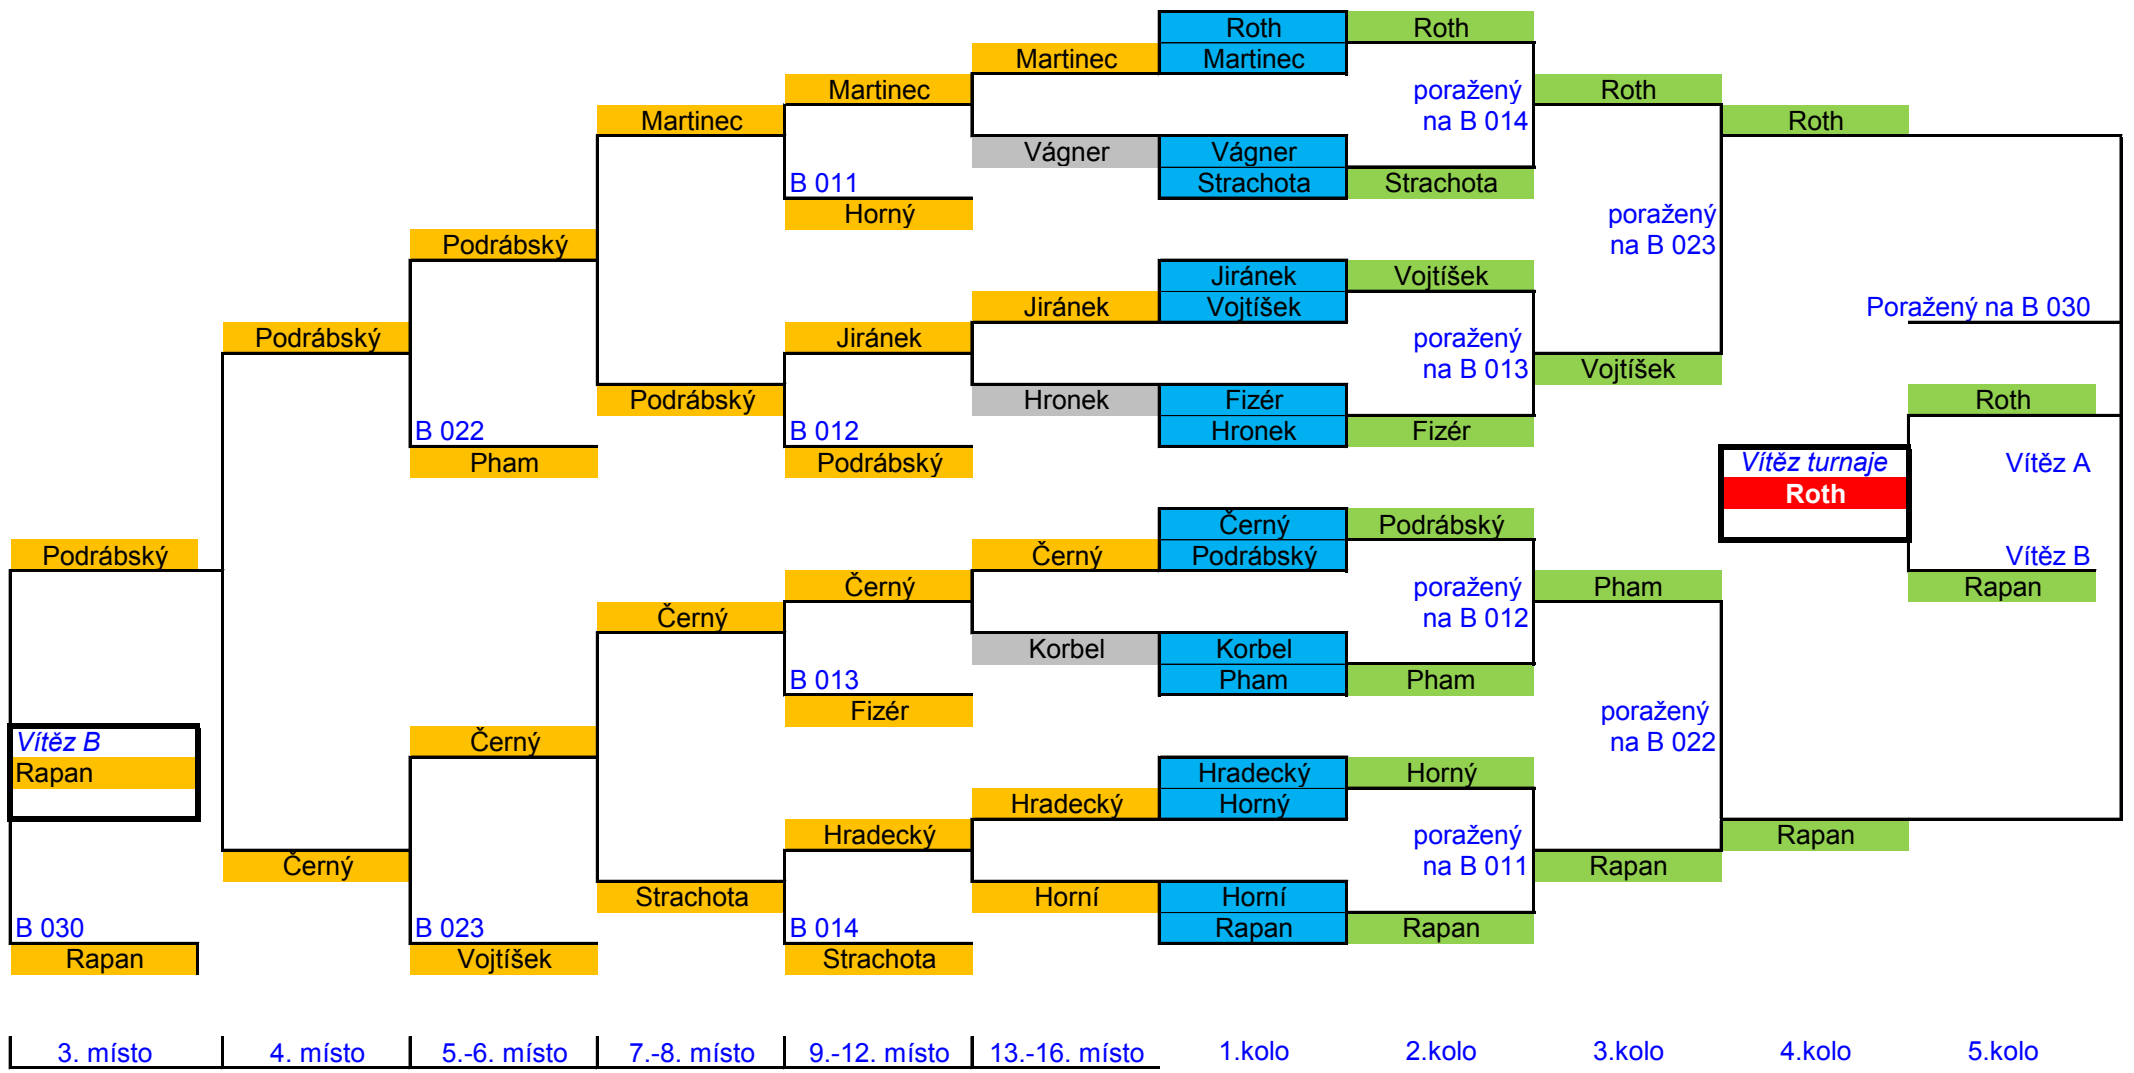 Roth Roth
Martinec Martinec
Martinec poražený Roth
Martinec na B 014 Roth
Vágner Vágner
B 011 Strachota Strachota
Horný poražený
Podrábský na B 023
Jiránek Vojtíšek
Jiránek Vojtíšek Poražený na B 030
Podrábský Jiránek poražený
na B 013 Vojtíšek
Podrábský Hronek Fizér Roth
B 022 B 012 Hronek Fizér
Pham Podrábský Vítěz turnaje Vítěz A
Roth
Černý Podrábský
Podrábský Černý Podrábský Vítěz B
Černý poražený Pham Rapan
Černý na B 012
Korbel Korbel
B 013 Pham Pham
Fizér poražený
Vítěz B Černý na B 022
Rapan Hradecký Horný
Hradecký Horný
Hradecký poražený Rapan
Černý na B 011 Rapan
Strachota Horní Horní
B 030 B 023 B 014 Rapan Rapan
Rapan Vojtíšek Strachota
3. místo 4. místo 5.-6. místo 7.-8. místo 9.-12. místo 13.-16. místo 1.kolo 2.kolo 3.kolo 4.kolo 5.kolo